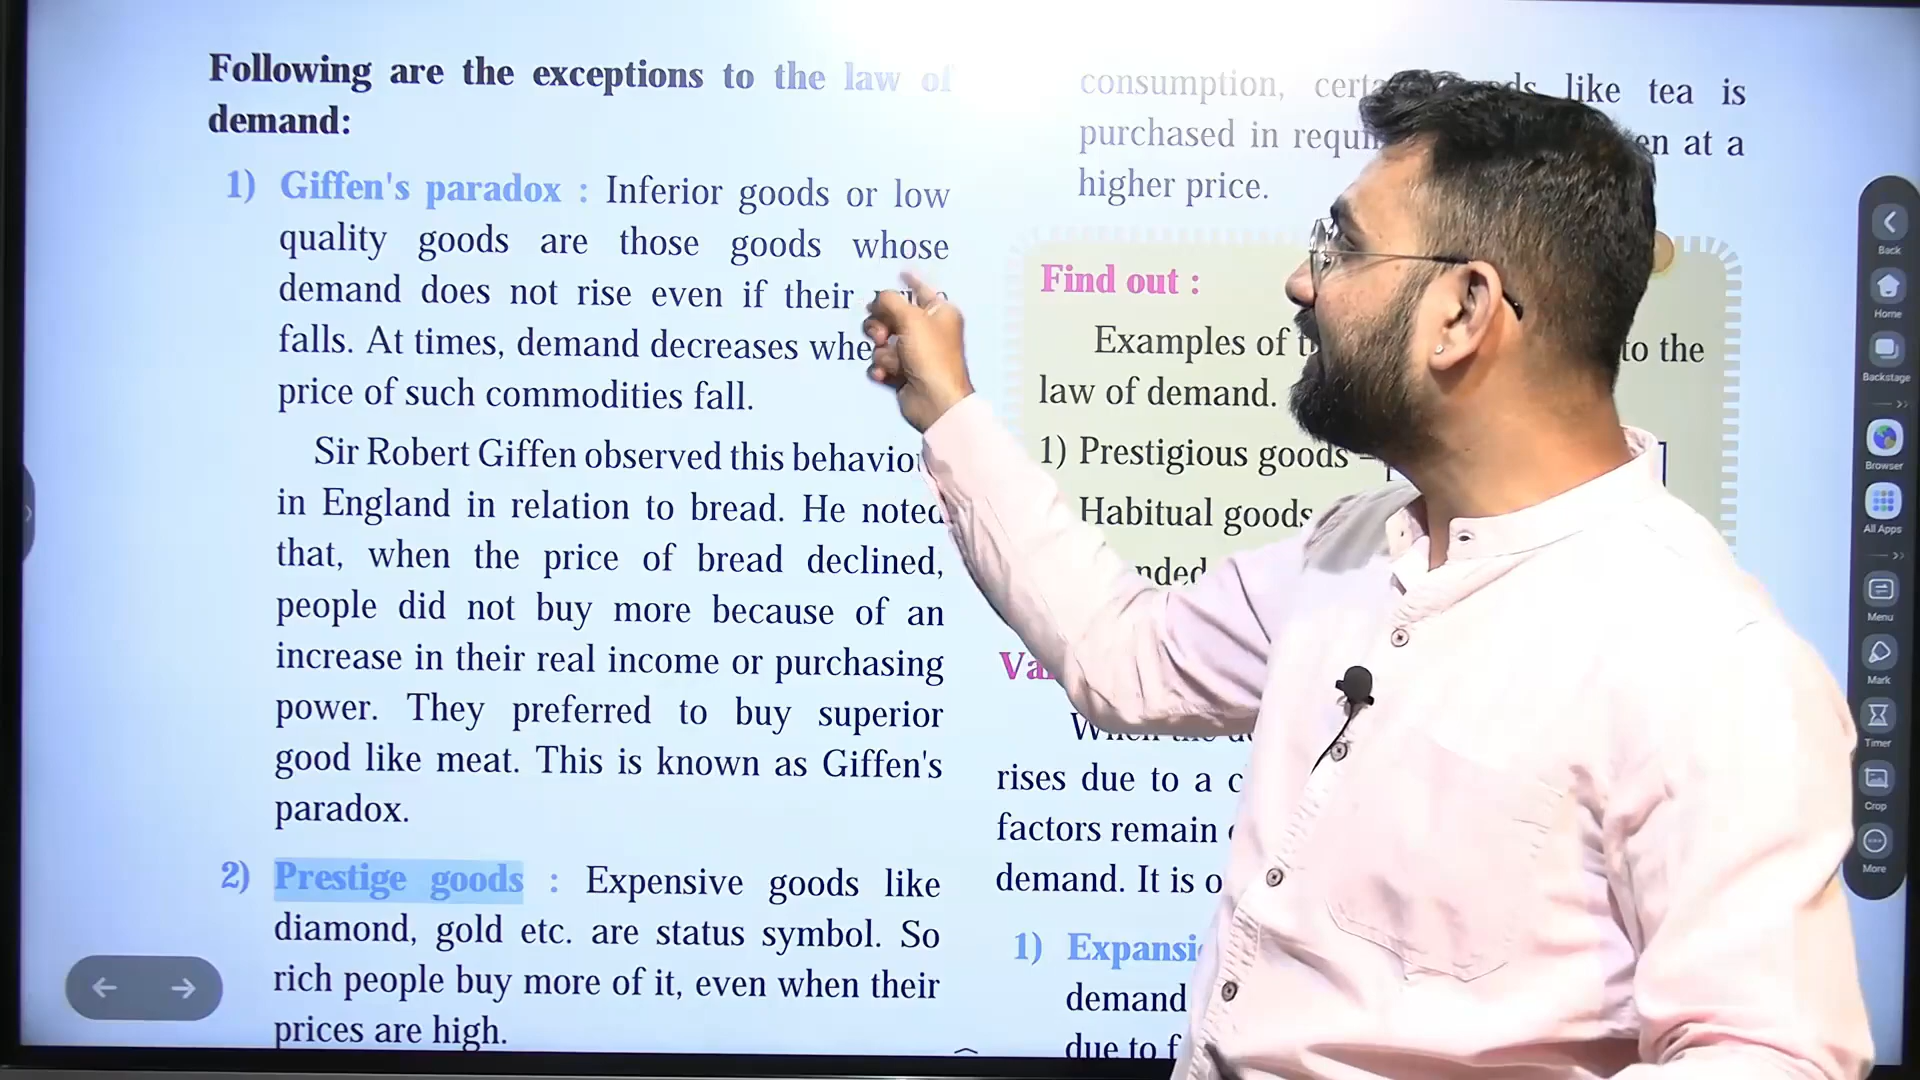 Following are the exceptions to the law of
demand:
1) Giffen's paradox : Inferior goods or low
quality goods are those goods whose
demand does not rise even if their
falls. At times, demand decreases
price of such commodities fall.
Sir Robert Giffen observed this
in England in relation to bread. He noted
that, when the price of bread declined,
people did not buy more because of an
increase in their real income or purchasing
power. They preferred to buy superior
good like meat. This is known as Giffen's
paradox.
2) Prestige goods : Expensive goods like
diamond, gold etc. are status symbol. So
rich people buy more of it, even when their
prices are high.
consumption, like tea is
purchased in at a
higher price.
Find out :
Examples of to the
law of demand.
1) Prestigious goods -
Habitual goods
rises due to a
factors remain
demand. It is
1)
demand
due to
Back
Home
Backstage
Browser
All Apps
Menu
Mark
Timer
Crop
More